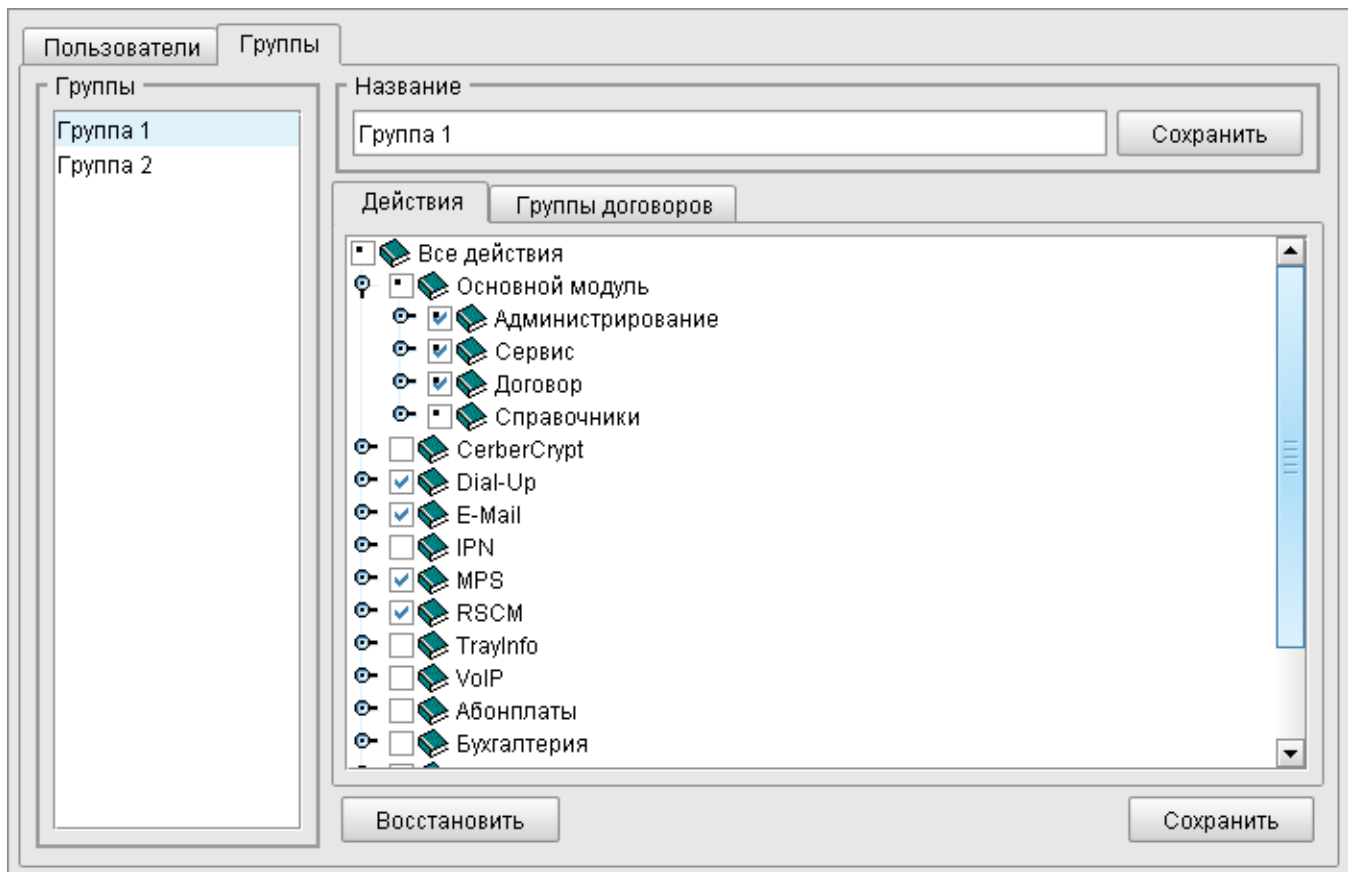 Пользователи
Группы
Группы
Группа 1
Группа 2
Название
Группа 1
Сохранить
Действия
Группы договоров
Все действия
Основной модуль
Администрирование
Сервис
Договор
Справочники
CerberCrypt
Dial-Up
E-Mail
IPN
MPS
RSCM
TrayInfo
VoIP
Абонплаты
Бухгалтерия
Восстановить
Сохранить